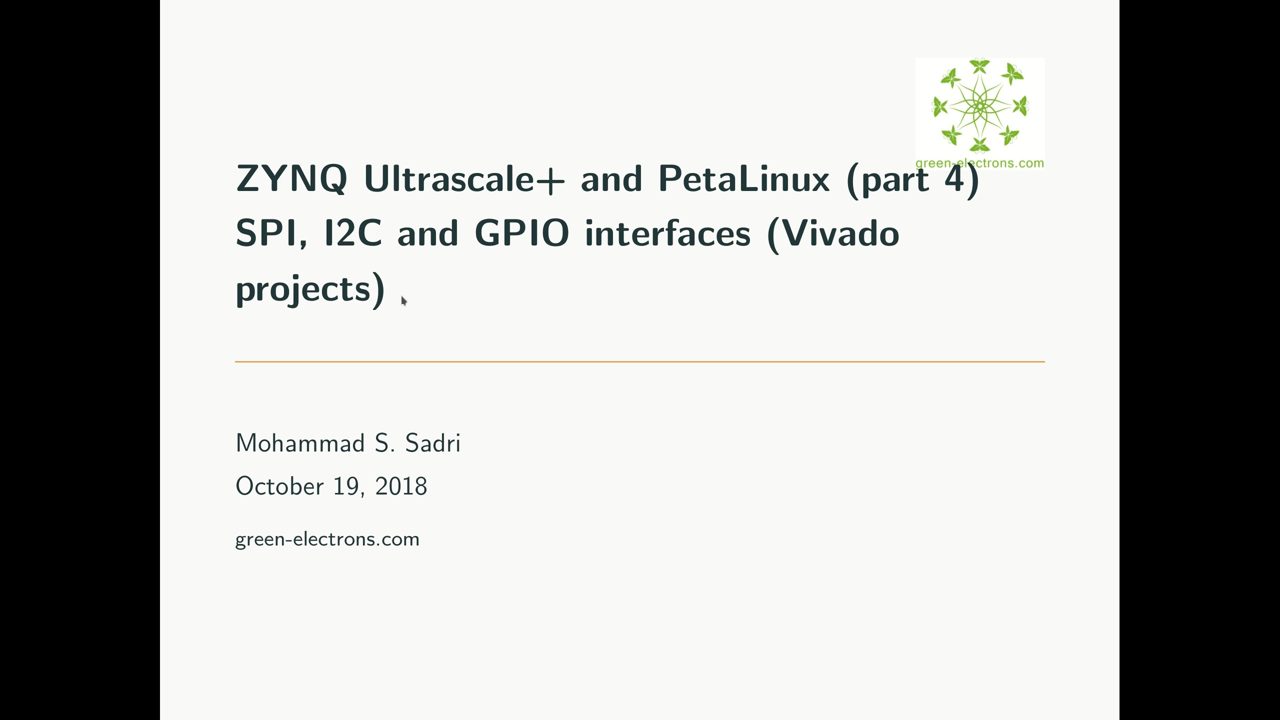 green-electrons.com
ZYNQ Ultrascale+ and PetaLinux (part 4)
SPI, I2C and GPIO interfaces (Vivado
projects)
Mohammad S. Sadri
October 19, 2018
green-electrons.com